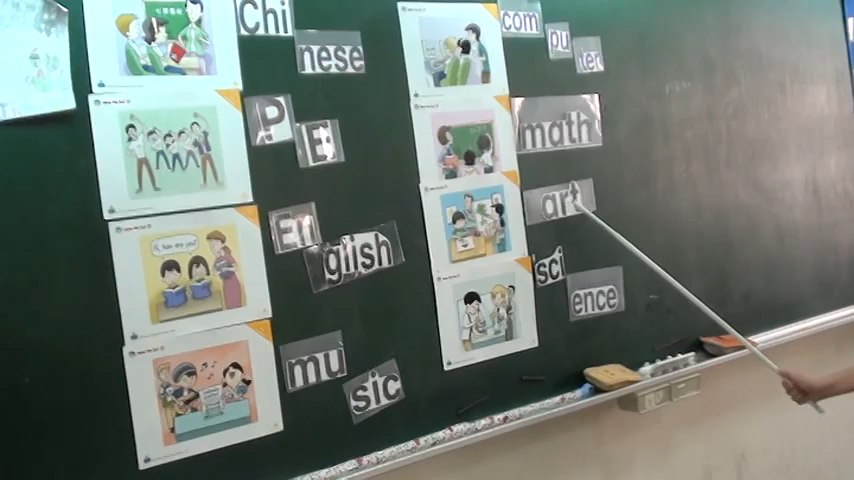 Chi nese
P. E.
En glish
mu sic
com pu ter
math
art
sci ence